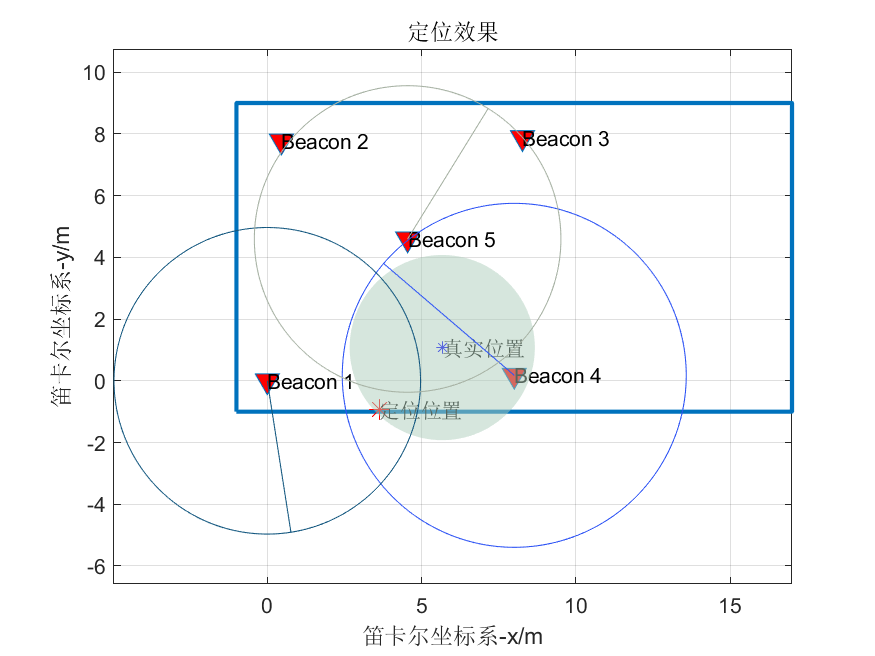 定位效果
10
8
6
4
2
0
-2
-4
-6
笛卡尔坐标系-y/m
Beacon 2
Beacon 3
Beacon 5
真实位置
Beacon 4
Beacon 1
定位位置
0
5
10
15
笛卡尔坐标系-x/m